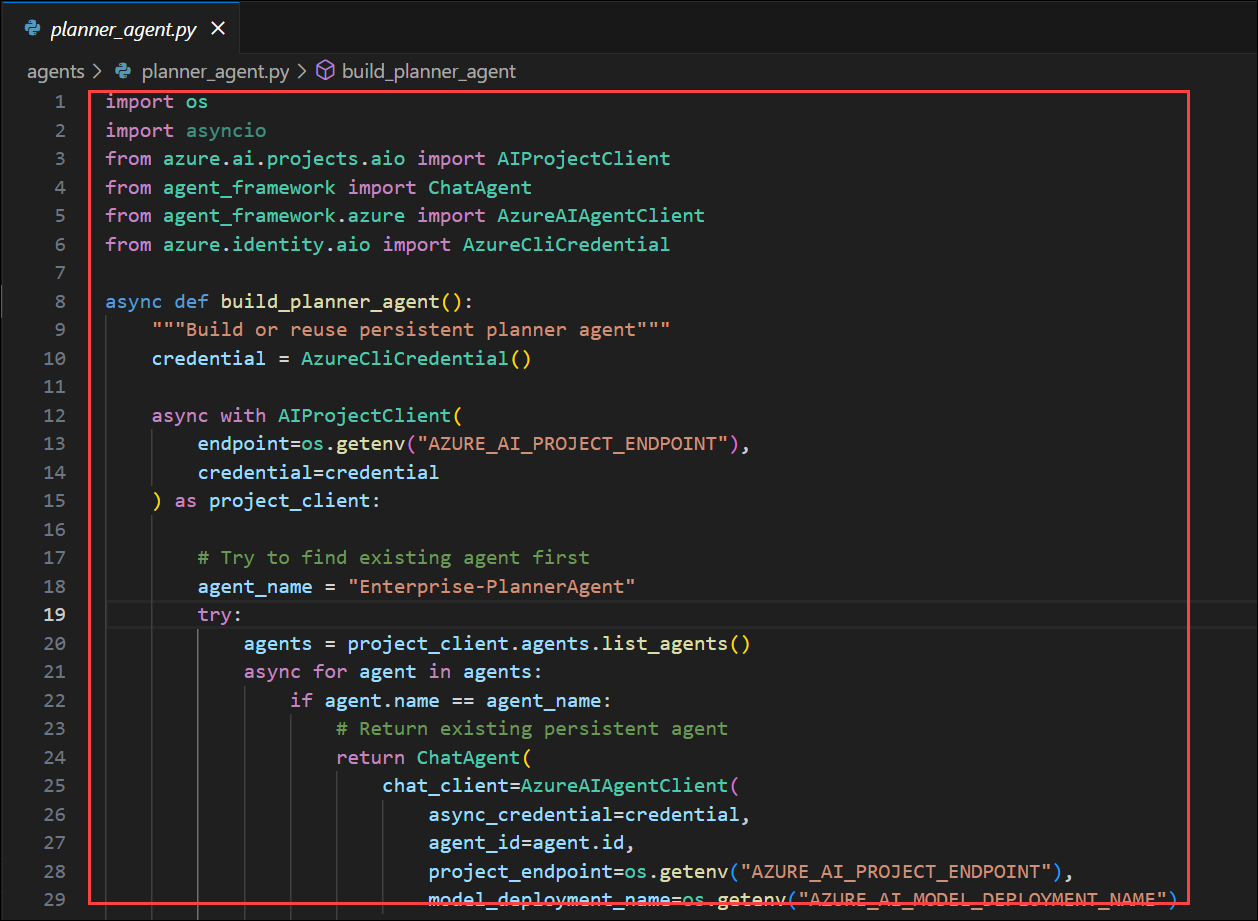 planner_agent.py
agents > planner_agent.py > build_planner_agent
1 import os
2 import asyncio
3 from azure.ai.projects.aio import AIProjectClient
4 from agent_framework import ChatAgent
5 from agent_framework.azure import AzureAIAgentClient
6 from azure.identity.aio import AzureCliCredential
7
8 async def build_planner_agent():
9     """Build or reuse persistent planner agent"""
10     credential = AzureCliCredential()
11
12     async with AIProjectClient(
13         endpoint=os.getenv("AZURE_AI_PROJECT_ENDPOINT"),
14         credential=credential
15     ) as project_client:
16
17         # Try to find existing agent first
18         agent_name = "Enterprise-PlannerAgent"
19         try:
20             agents = project_client.agents.list_agents()
21             async for agent in agents:
22                 if agent.name == agent_name:
23                     # Return existing persistent agent
24                     return ChatAgent(
25                         chat_client=AzureAIAgentClient(
26                             async_credential=credential,
27                             agent_id=agent.id,
28                             project_endpoint=os.getenv("AZURE_AI_PROJECT_ENDPOINT"),
29                             model_deployment_name=os.getenv("AZURE_AI_MODEL_DEPLOYMENT_NAME")